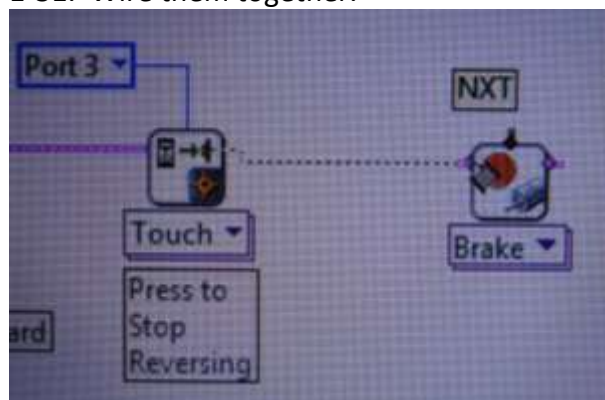 Port 3
NXT
Touch
Brake
Press to
Stop
Reversing
ard